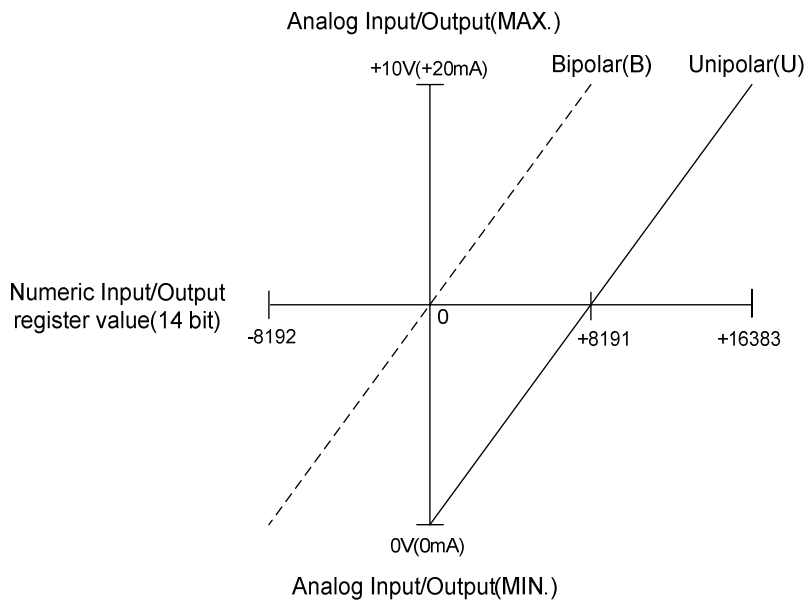 Analog Input/Output(MAX.)
+10V(+20mA)
Bipolar(B)
Unipolar(U)
Numeric Input/Output
register value(14 bit)
-8192
0
+8191
+16383
0V(0mA)
Analog Input/Output(MIN.)